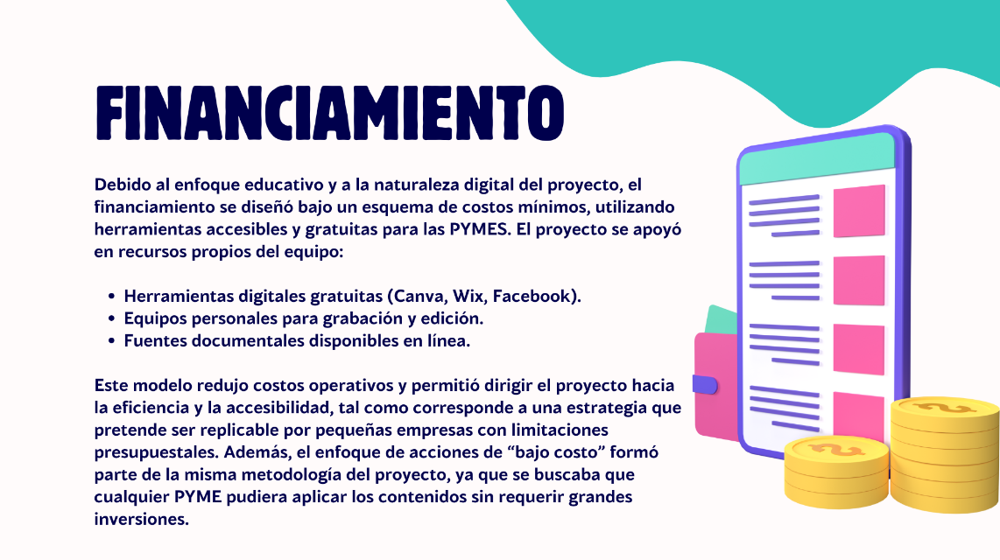 FINANCIAMIENTO
Debido al enfoque educativo y a la naturaleza digital del proyecto, el
financiamiento se diseñó bajo un esquema de costos mínimos, utilizando
herramientas accesibles y gratuitas para las PYMES. El proyecto se apoyó
en recursos propios del equipo:
• Herramientas digitales gratuitas (Canva, Wix, Facebook).
• Equipos personales para grabación y edición.
• Fuentes documentales disponibles en línea.
Este modelo redujo costos operativos y permitió dirigir el proyecto hacia
la eficiencia y la accesibilidad, tal como corresponde a una estrategia que
pretende ser replicable por pequeñas empresas con limitaciones
presupuestales. Además, el enfoque de acciones de “bajo costo” formó
parte de la misma metodología del proyecto, ya que se buscaba que
cualquier PYME pudiera aplicar los contenidos sin requerir grandes
inversiones.